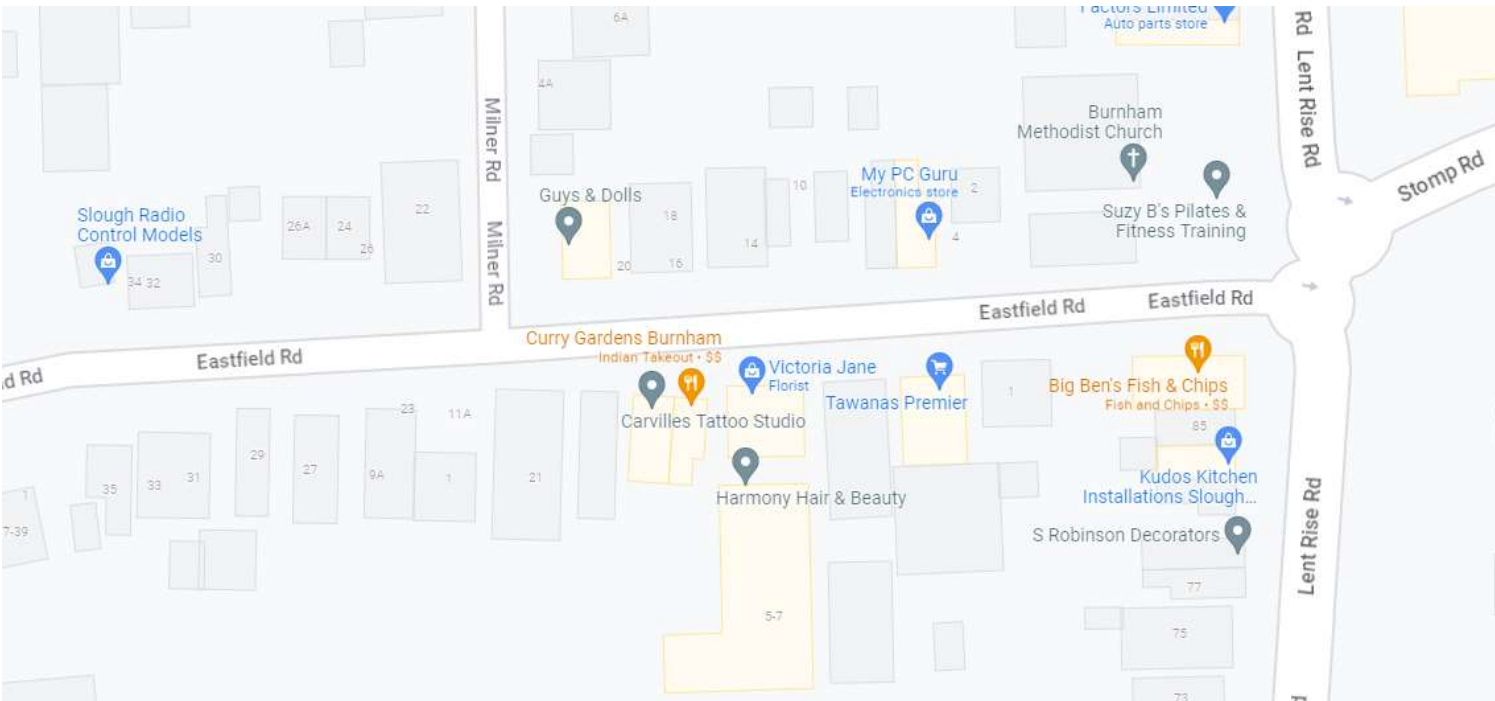 6A
Factors Limited
Auto parts store
Rd
Lent Rise Rd
4A
Milner Rd
Burnham
Methodist Church
Stomp Rd
My PC Guru
Electronics store
2
10
Guys & Dolls
Slough Radio
Control Models
22
18
26A
24
26
Suzy B's Pilates &
Fitness Training
Milner Rd
14
4
30
20
16
34
32
Eastfield Rd
Eastfield Rd
Curry Gardens Burnham
Indian Takeout · $$
Eastfield Rd
Victoria Jane
Florist
d Rd
Tawanas Premier
1
Big Ben's Fish & Chips
Fish and Chips · $$
23
11A
Carvilles Tattoo Studio
85
29
27
9A
1
21
31
33
35
Kudos Kitchen
Installations Slough...
Harmony Hair & Beauty
1
7-39
S Robinson Decorators
Lent Rise Rd
77
5-7
75
73